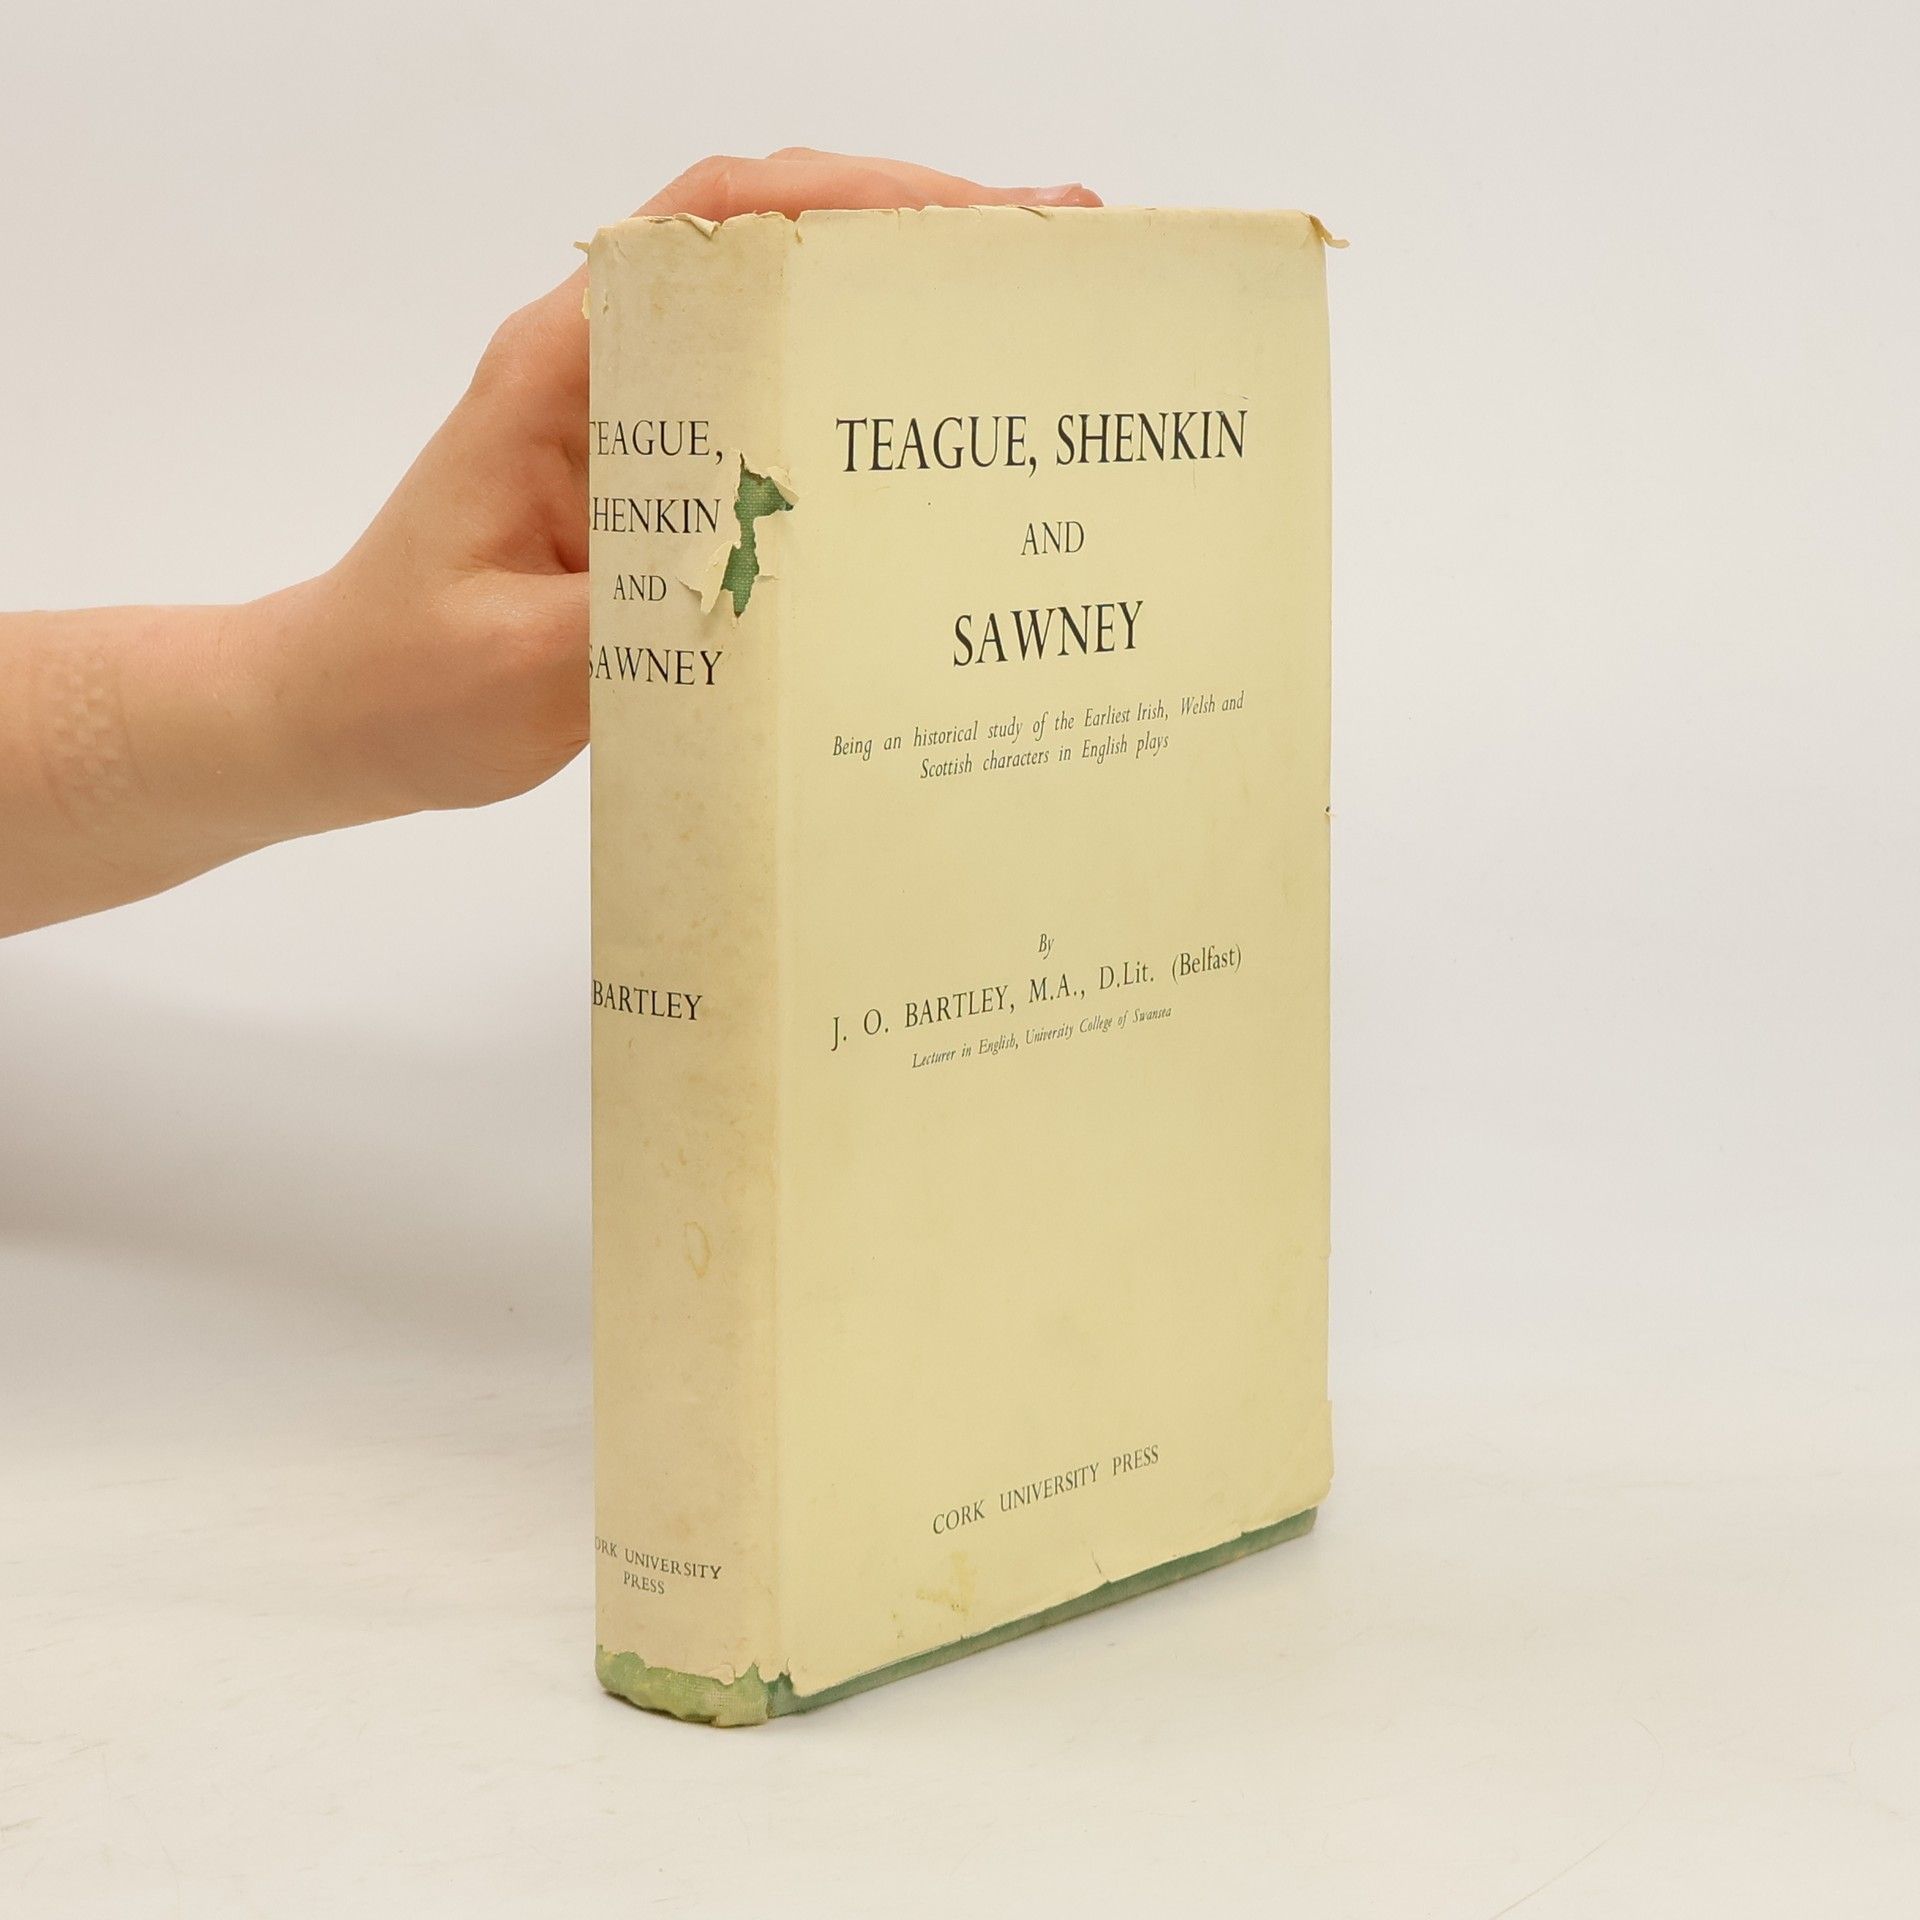 TEAGUE,
SHENKIN
AND
SAWNEY
BARTLEY
CORK UNIVERSITY
PRESS
TEAGUE, SHENKIN
AND
SAWNEY
Being an historical study of the Earliest Irish, Welsh and
Scottish characters in English plays
By
J. O. BARTLEY, M.A., D.Lit. (Belfast)
Lecturer in English, University College of Swansea
CORK UNIVERSITY PRESS